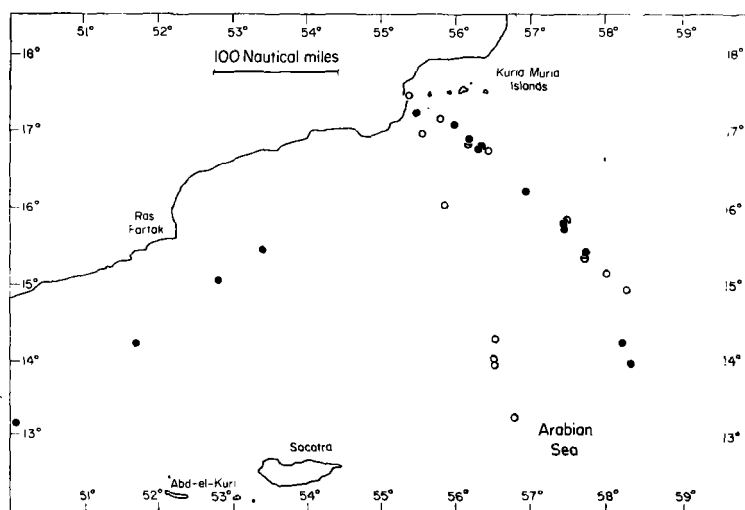 51° 52° 53° 54° 55° 56° 57° 58° 59°
18° 18°
100 Nautical miles
Kuria Muria
Islands
17° 17°
16° 16°
Ras
Fartak
15° 15°
14° 14°
13° 13°
Arabian
Sea
Socotra
Abd-el-Kuri
51° 52° 53° 54° 55° 56° 57° 58° 59°